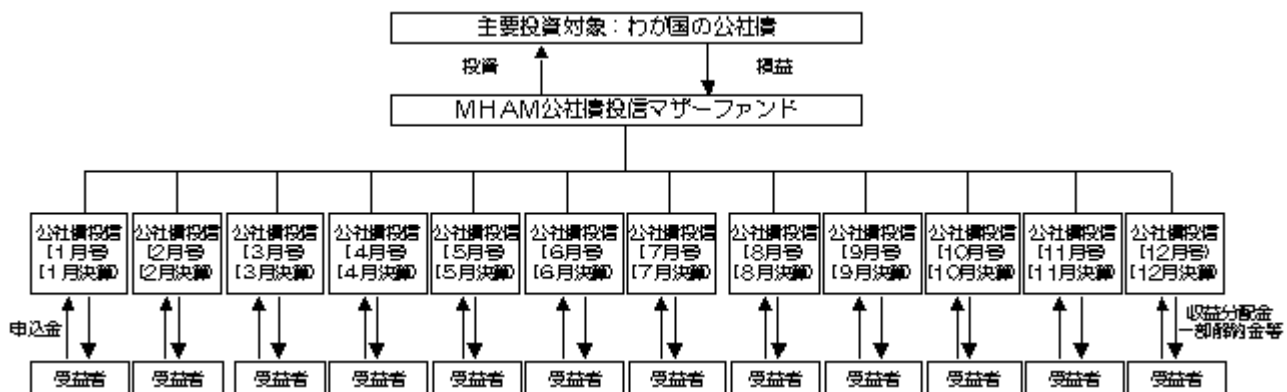 主要投資対象：わが国の公社債
投資
損益
MHAM公社債投信マザーファンド
公社債投信
[1月号
[1月決算)
公社債投信
[2月号
[2月決算)
公社債投信
[3月号
[3月決算)
公社債投信
[4月号
[4月決算)
公社債投信
[5月号
[5月決算)
公社債投信
[6月号
[6月決算)
公社債投信
[7月号
[7月決算)
公社債投信
[8月号
[8月決算)
公社債投信
[9月号
[9月決算)
公社債投信
[10月号
[10月決算)
公社債投信
[11月号
[11月決算)
公社債投信
[12月号
[12月決算)
申込金
収益分配金
一部解約金等
受益者
受益者
受益者
受益者
受益者
受益者
受益者
受益者
受益者
受益者
受益者
受益者